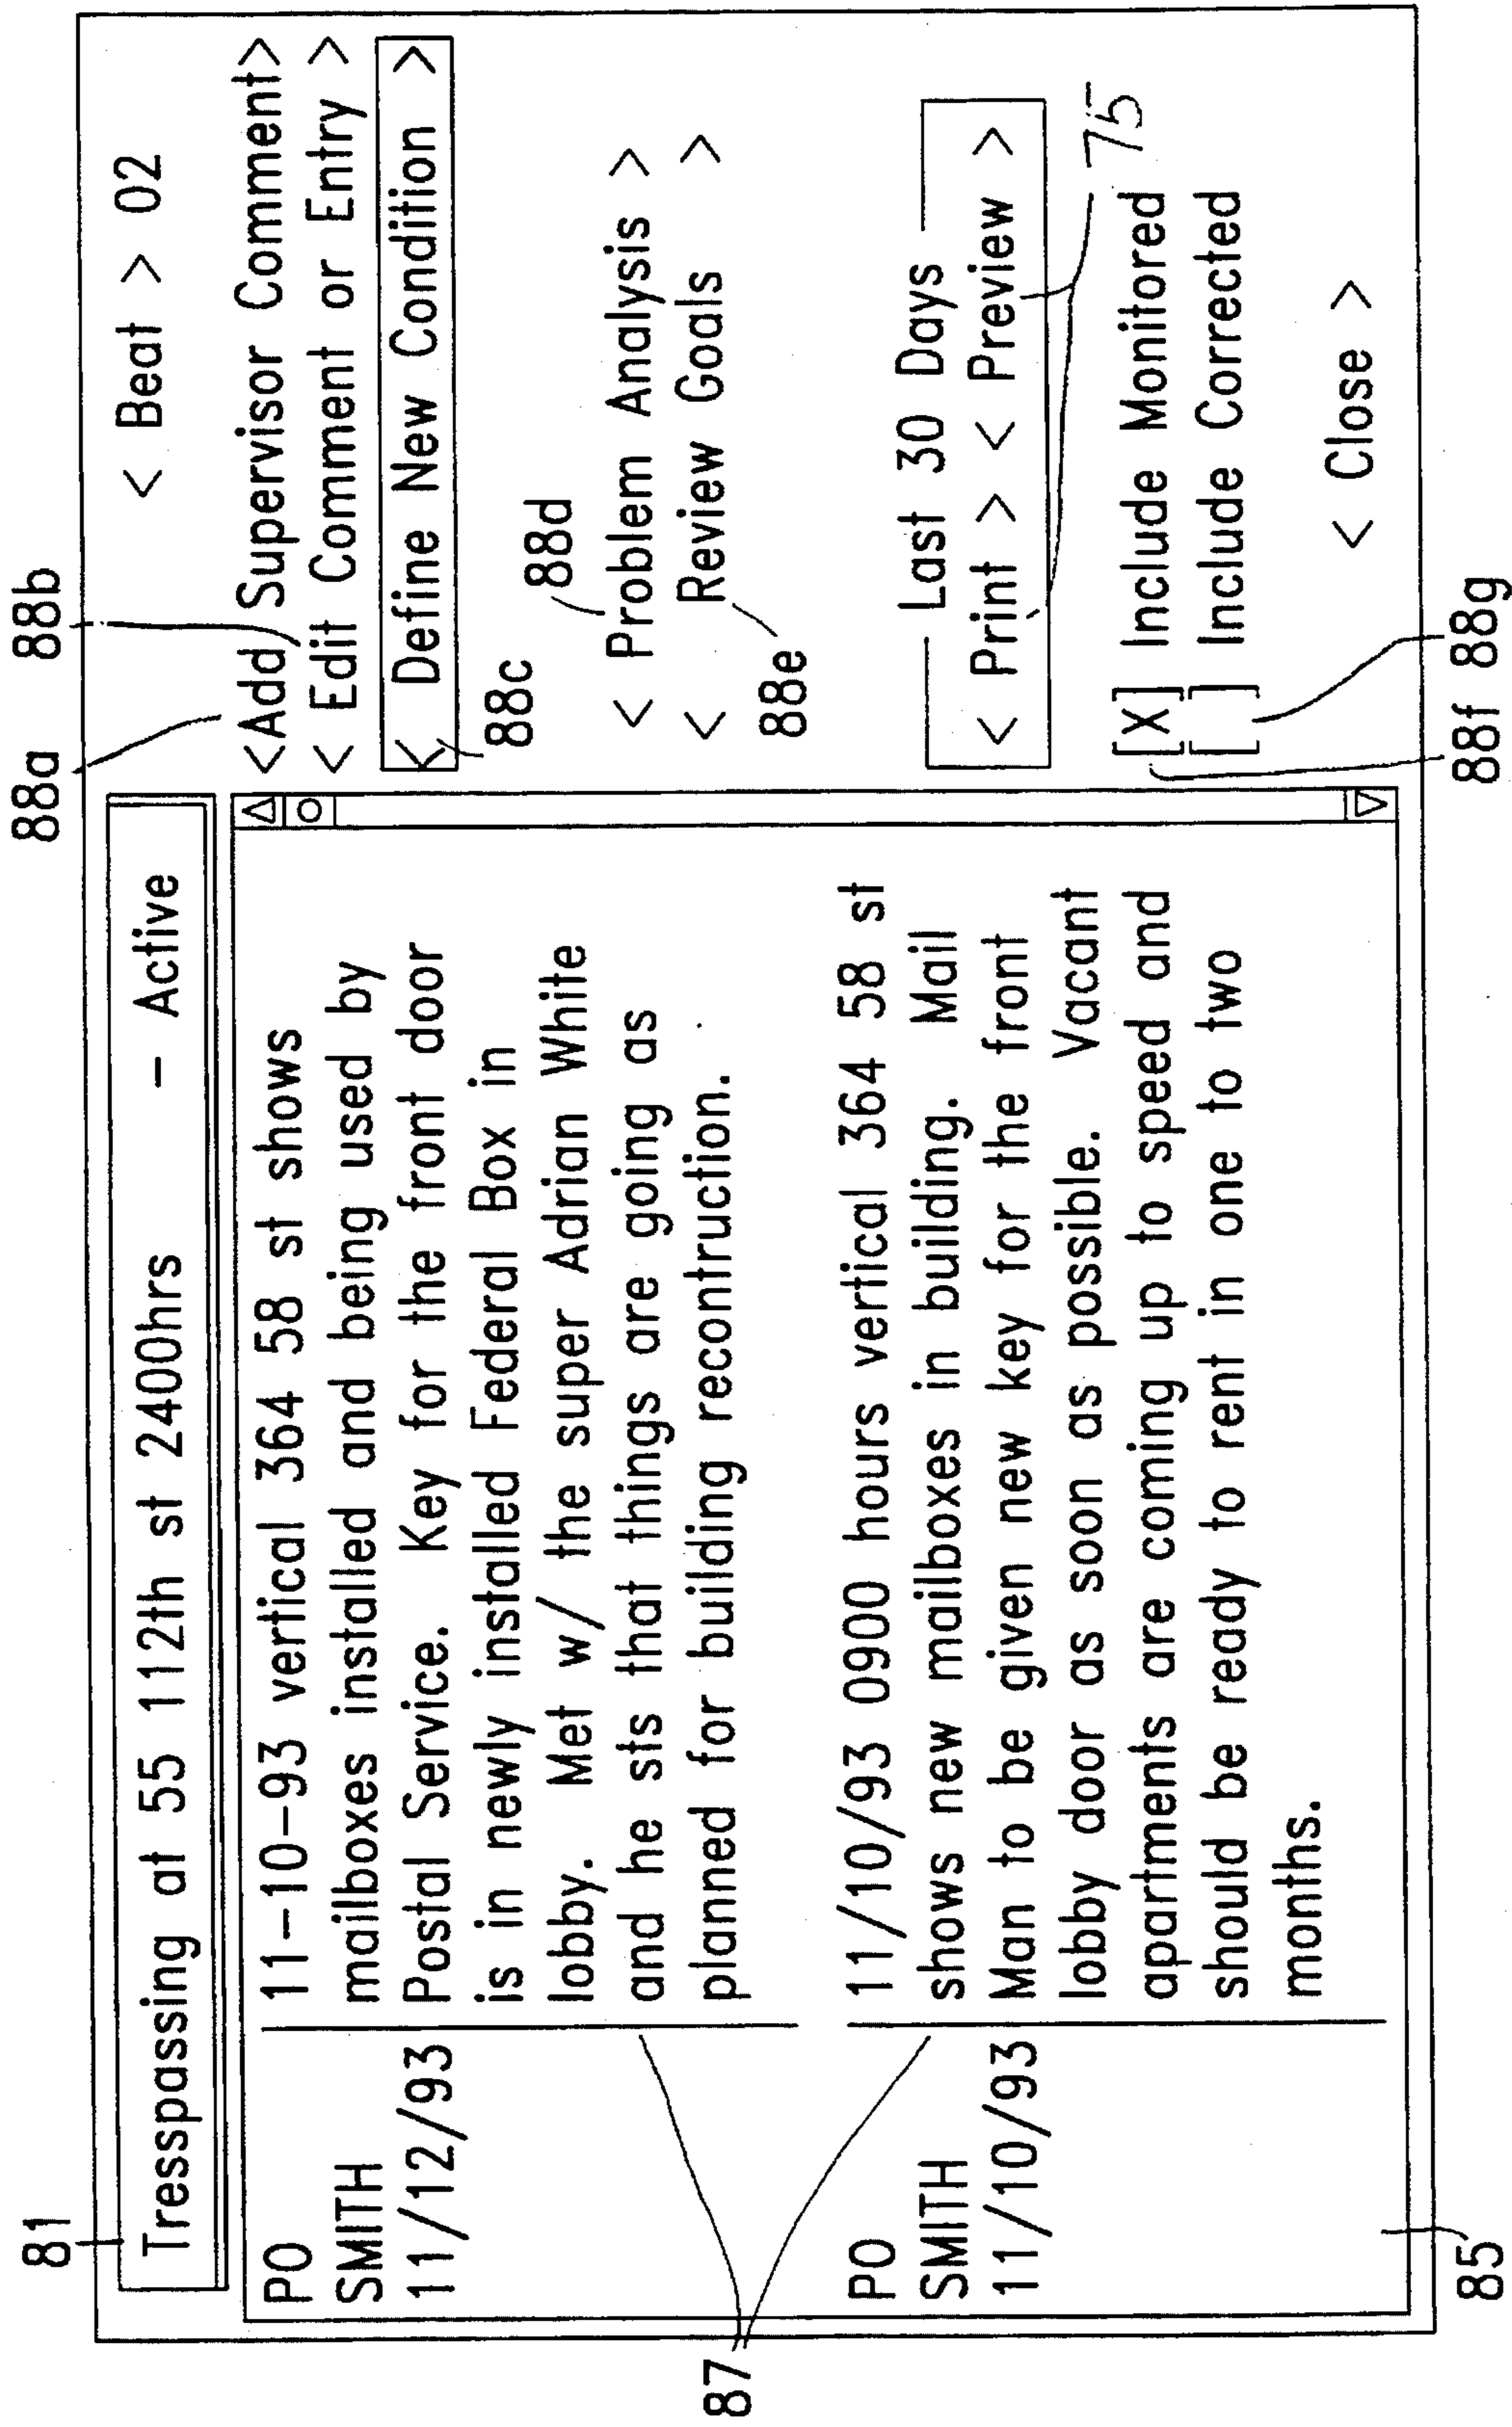 81
88a
88b
Tresspassing at 55 112th st 2400hrs - Active
< Beat > 02
PO
SMITH
11/12/93
11-10-93 vertical 364 58 st shows
mailboxes installed and being used by
Postal Service. Key for the front door
is in newly installed Federal Box in
lobby. Met w/ the super Adrian White
and he sts that things are going as
planned for building recontruction.
PO
SMITH
11/10/93
11/10/93 0900 hours vertical 364 58 st
shows new mailboxes in building. Mail
Man to be given new key for the front
lobby door as soon as possible. Vacant
apartments are coming up to speed and
should be ready to rent in one to two
months.
<Add Supervisor Comment>
< Edit Comment or Entry >
< Define New Condition >
88c
88d
< Problem Analysis >
< Review Goals >
88e
Last 30 Days
< Print > < Preview >
75
[X] Include Monitored
[ ] Include Corrected
< Close >
87
85
88f 88g